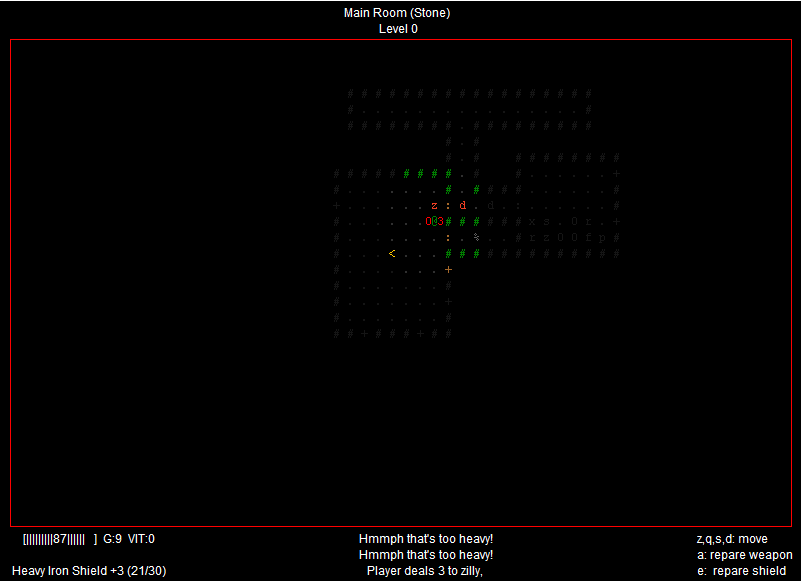 Main Room (Stone)
Level 0
[|||||||||87|||||| ] G:9 VIT:0
Heavy Iron Shield +3 (21/30)
Hmmph that's too heavy!
Hmmph that's too heavy!
Player deals 3 to zilly,
z,q,s,d: move
a: repare weapon
e: repare shield